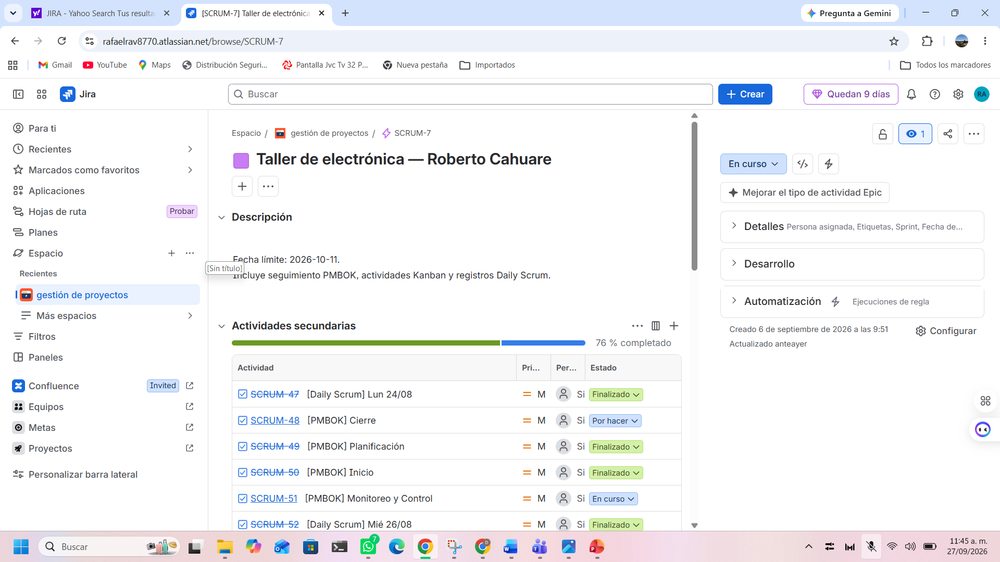 JIRA - Yahoo Search Tus resulta
[SCRUM-7] Taller de electrónica
Pregunta a Gemini
rafaelrav8770.atlassian.net/browse/SCRUM-7
Gmail
YouTube
Maps
Distribución Seguri...
Pantalla Jvc Tv 32 P...
Nueva pestaña
Importados
Todos los marcadores
Jira
Buscar
Crear
Quedan 9 días
RA
Para ti
Recientes
Marcados como favoritos
Aplicaciones
Hojas de ruta
Probar
Planes
Espacio
Recientes
gestión de proyectos
Más espacios
Filtros
Paneles
Confluence
Invited
Equipos
Metas
Proyectos
Personalizar barra lateral
Espacio / gestión de proyectos / SCRUM-7
Taller de electrónica — Roberto Cahuare
Descripción
Fecha límite: 2026-10-11.
[Sin título]
Incluye seguimiento PMBOK, actividades Kanban y registros Daily Scrum.
Actividades secundarias
76 % completado
Actividad Pri... Per... Estado
SCRUM-47 [Daily Scrum] Lun 24/08 M Si Finalizado
SCRUM-48 [PMBOK] Cierre M Si Por hacer
SCRUM-49 [PMBOK] Planificación M Si Finalizado
SCRUM-50 [PMBOK] Inicio M Si Finalizado
SCRUM-51 [PMBOK] Monitoreo y Control M Si En curso
SCRUM-52 [Daily Scrum] Mié 26/08 M Si Finalizado
1
En curso
Mejorar el tipo de actividad Epic
Detalles Persona asignada, Etiquetas, Sprint, Fecha de...
Desarrollo
Automatización Ejecuciones de regla
Creado 6 de septiembre de 2026 a las 9:51
Actualizado anteayer
Configurar
Buscar
7
D
11:45 a. m.
27/09/2026